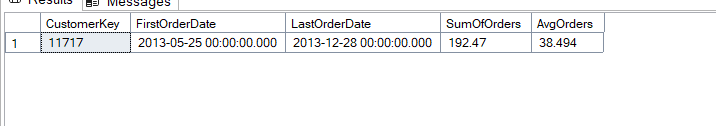 Results Messages
CustomerKey FirstOrderDate LastOrderDate SumOfOrders AvgOrders
1 11717 2013-05-25 00:00:00.000 2013-12-28 00:00:00.000 192.47 38.494